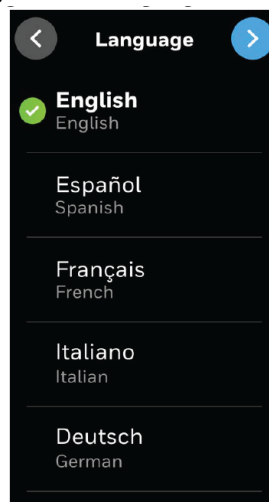 Language
English
English
Español
Spanish
Français
French
Italiano
Italian
Deutsch
German